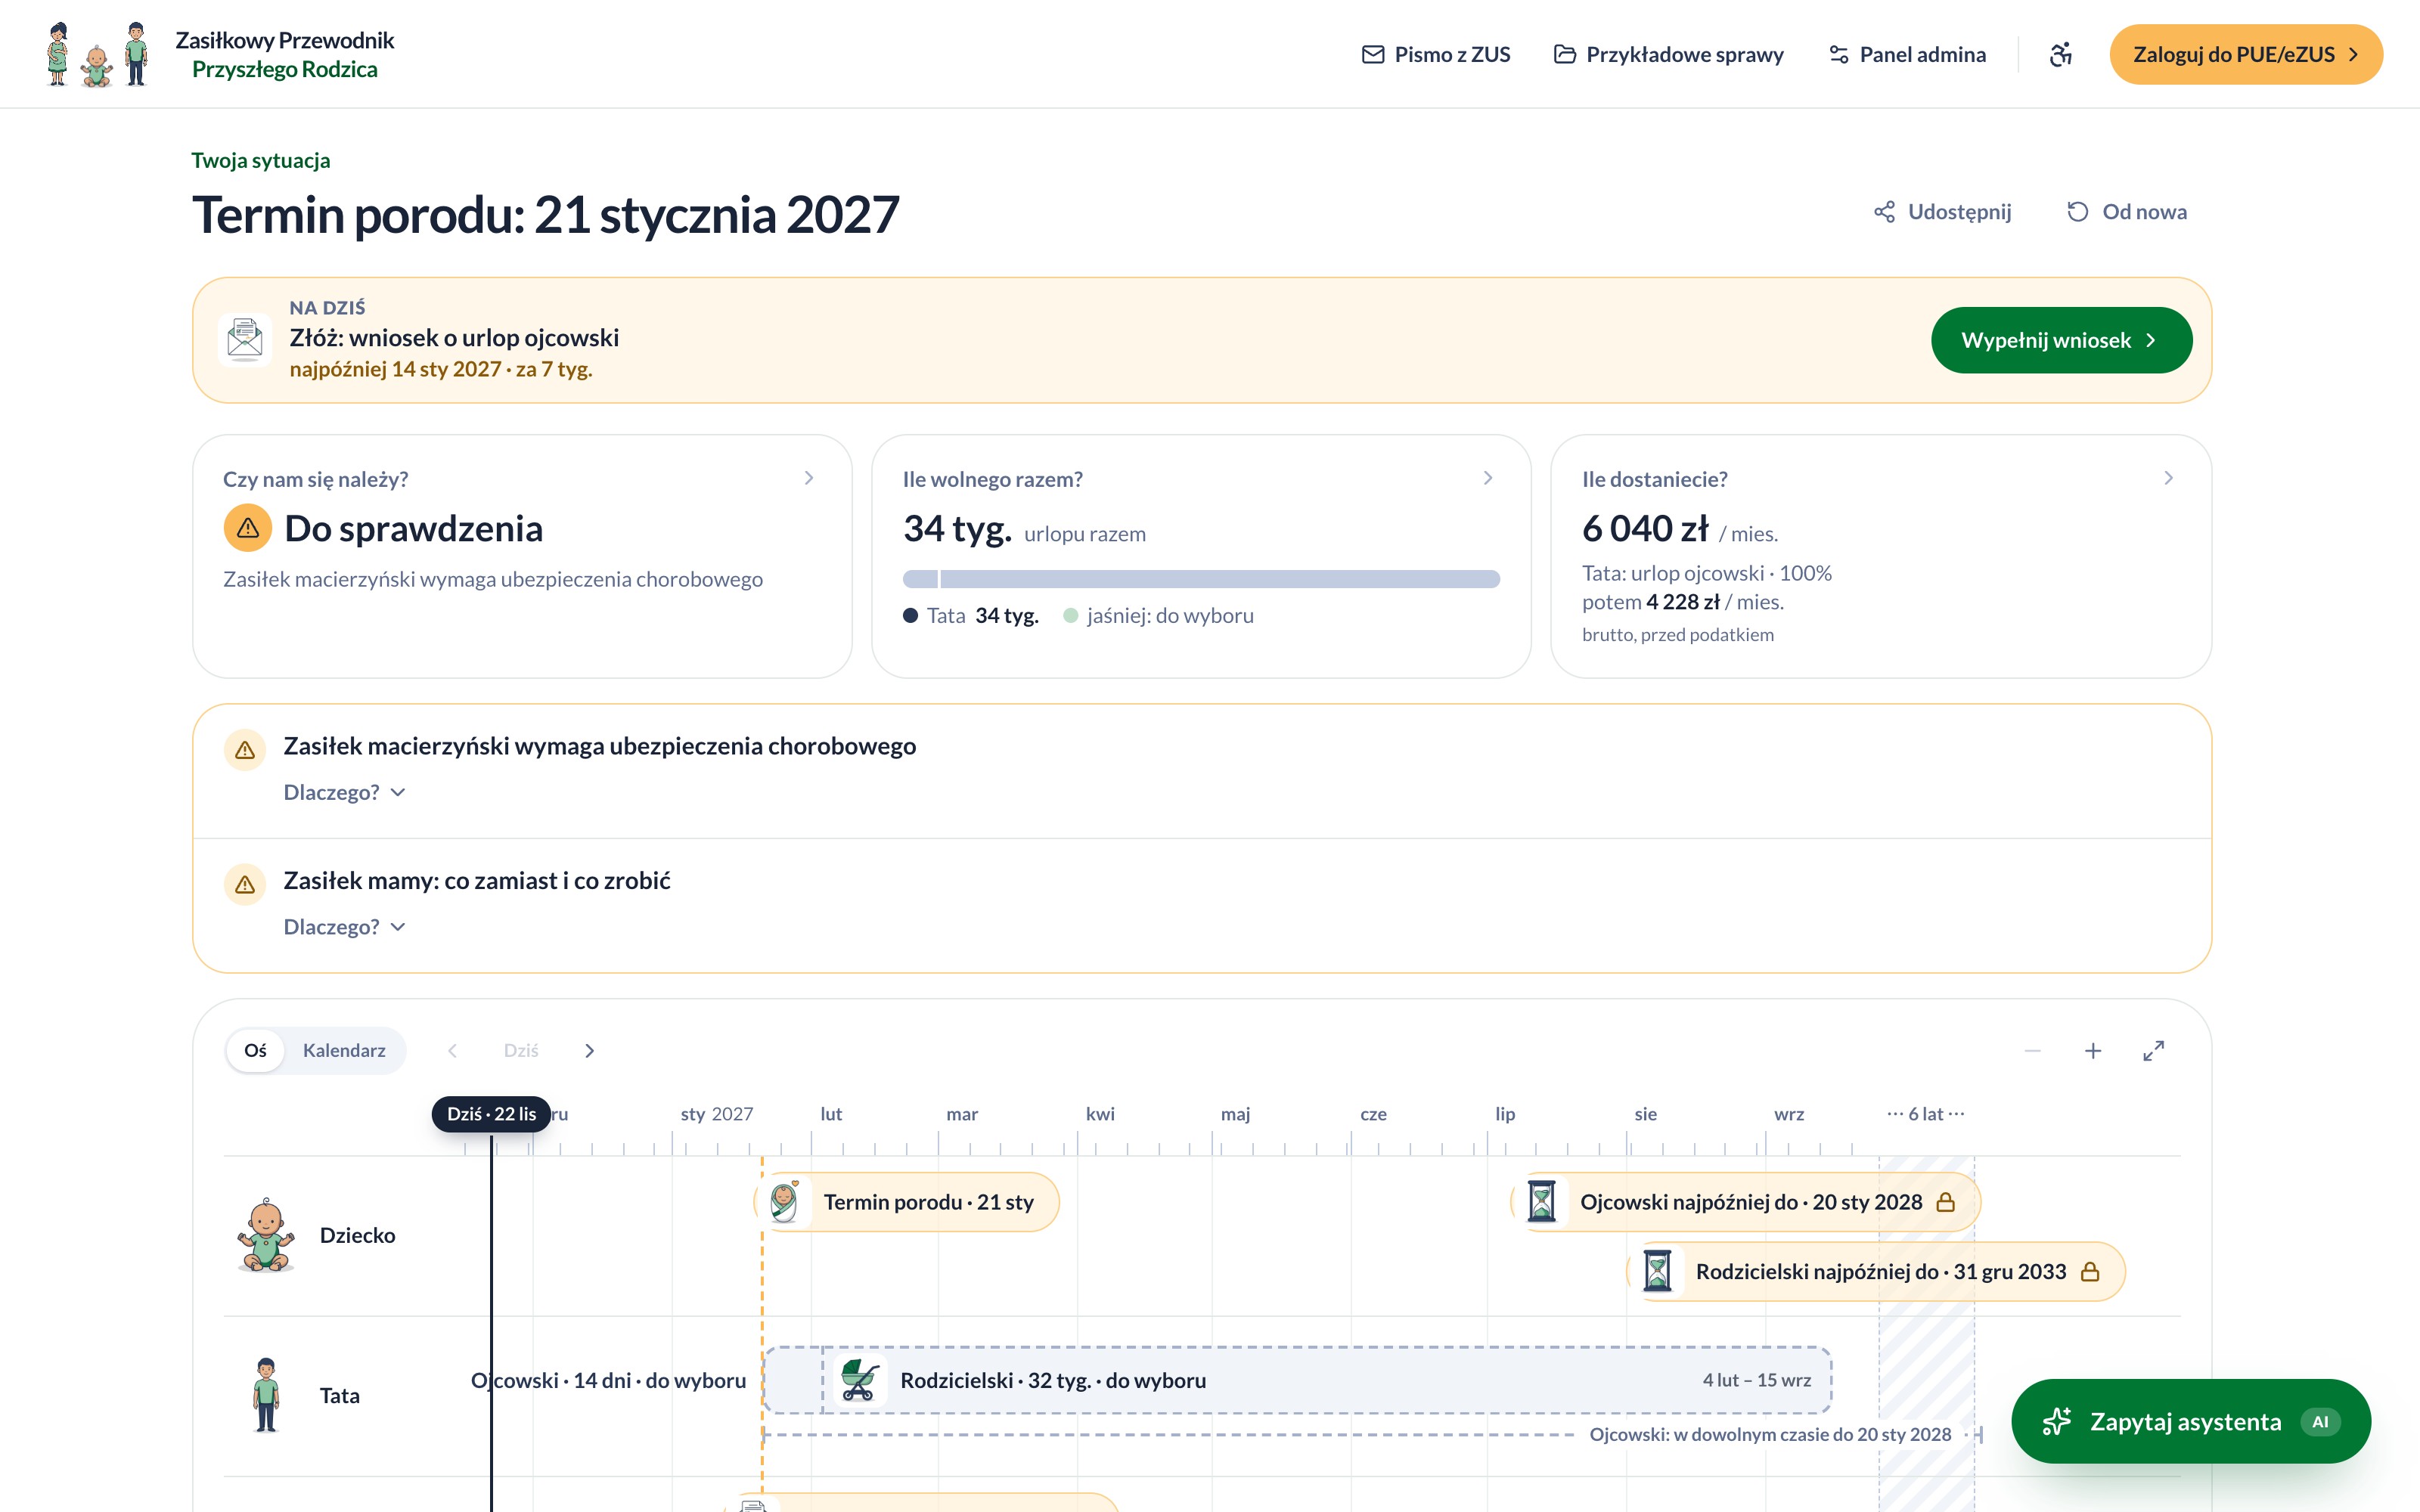 Zasiłkowy Przewodnik
Przyszłego Rodzica
Pismo z ZUS
Przykładowe sprawy
Panel admina
Zaloguj do PUE/eZUS
Twoja sytuacja
Termin porodu: 21 stycznia 2027
Udostępnij
Od nowa
NA DZIŚ
Złóż: wniosek o urlop ojcowski
najpóźniej 14 sty 2027 · za 7 tyg.
Wypełnij wniosek
Czy nam się należy?
Do sprawdzenia
Zasiłek macierzyński wymaga ubezpieczenia chorobowego
Ile wolnego razem?
34 tyg. urlopu razem
Tata 34 tyg. jaśniej: do wyboru
Ile dostaniecie?
6 040 zł / mies.
Tata: urlop ojcowski · 100%
potem 4 228 zł / mies.
brutto, przed podatkiem
Zasiłek macierzyński wymaga ubezpieczenia chorobowego
Dlaczego?
Zasiłek mamy: co zamiast i co zrobić
Dlaczego?
Oś
Kalendarz
Dziś
Dziś · 22 lis
ru
sty 2027
lut
mar
kwi
maj
cze
lip
sie
wrz
··· 6 lat ···
Dziecko
Termin porodu · 21 sty
Ojcowski najpóźniej do · 20 sty 2028
Rodzicielski najpóźniej do · 31 gru 2033
Tata
Ojcowski · 14 dni · do wyboru
Rodzicielski · 32 tyg. · do wyboru
4 lut – 15 wrz
Ojcowski: w dowolnym czasie do 20 sty 2028
Zapytaj asystenta AI